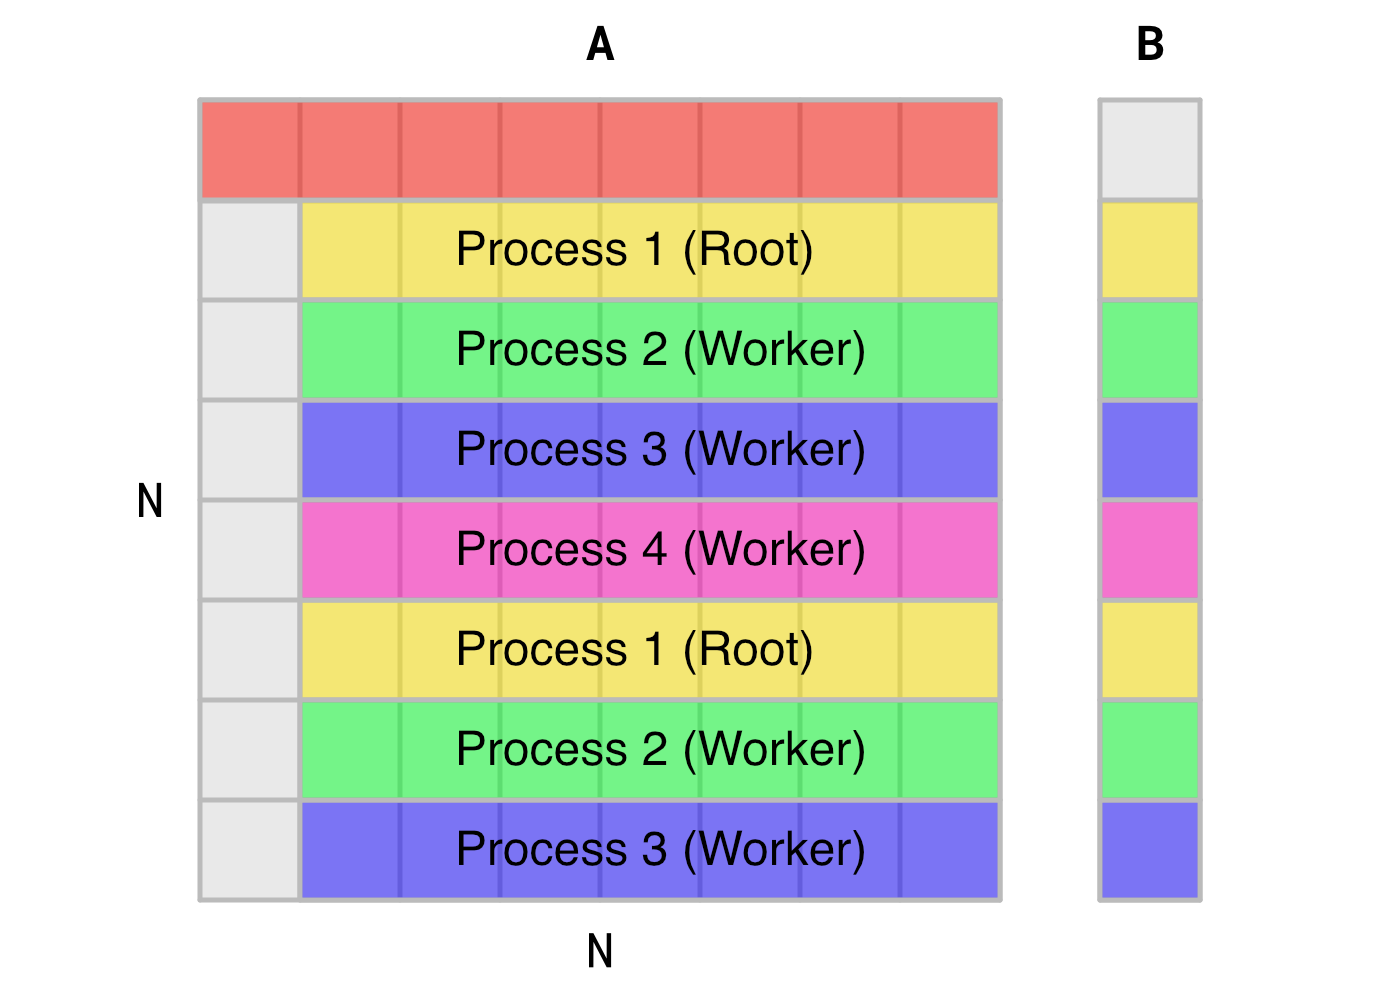 A
B
Process 1 (Root)
Process 2 (Worker)
Process 3 (Worker)
N
Process 4 (Worker)
Process 1 (Root)
Process 2 (Worker)
Process 3 (Worker)
N